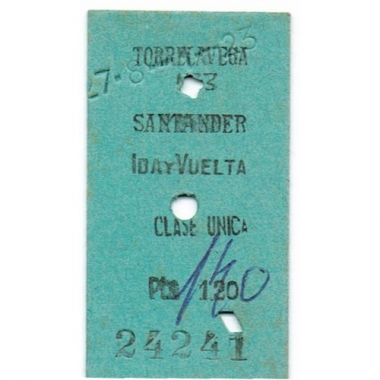 TORRELAVEGA
SANTANDER
IDA Y VUELTA
CLASE UNICA
Pts 1,20
24241